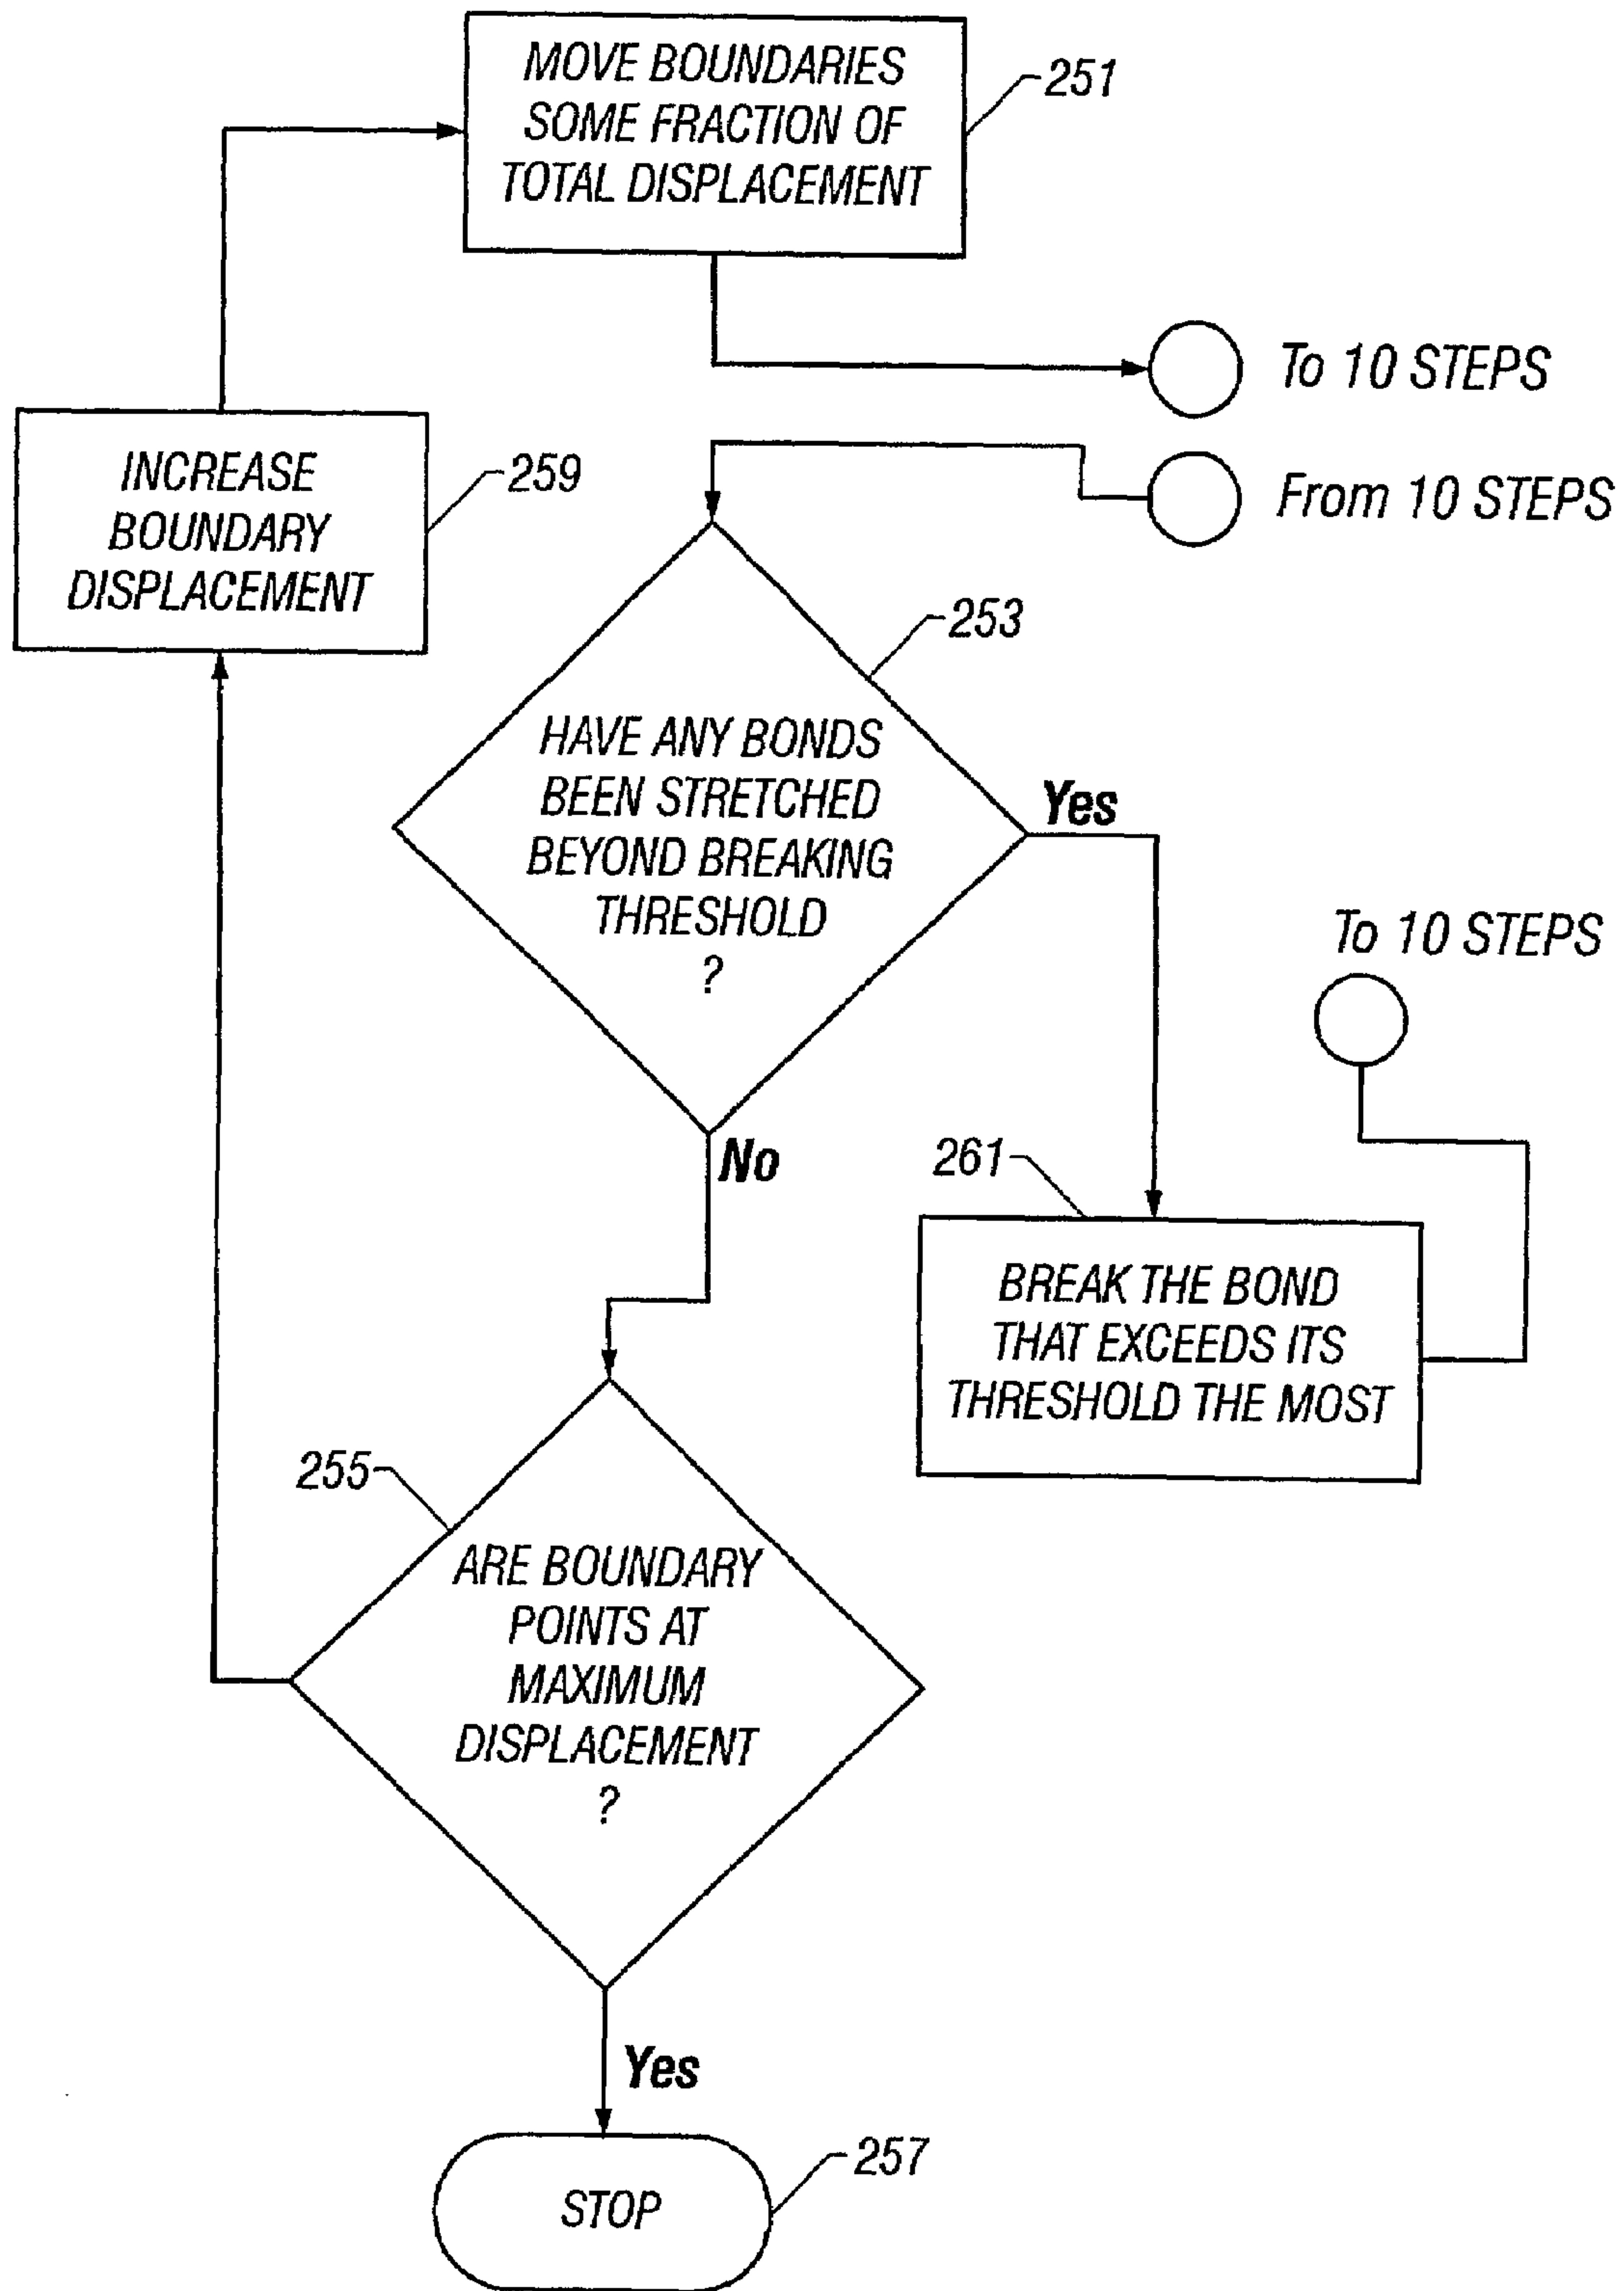 MOVE BOUNDARIES
SOME FRACTION OF
TOTAL DISPLACEMENT
251
To 10 STEPS
INCREASE
BOUNDARY
DISPLACEMENT
259
From 10 STEPS
253
HAVE ANY BONDS
BEEN STRETCHED
BEYOND BREAKING
THRESHOLD
?
Yes
To 10 STEPS
No
261
BREAK THE BOND
THAT EXCEEDS ITS
THRESHOLD THE MOST
255
ARE BOUNDARY
POINTS AT
MAXIMUM
DISPLACEMENT
?
Yes
257
STOP